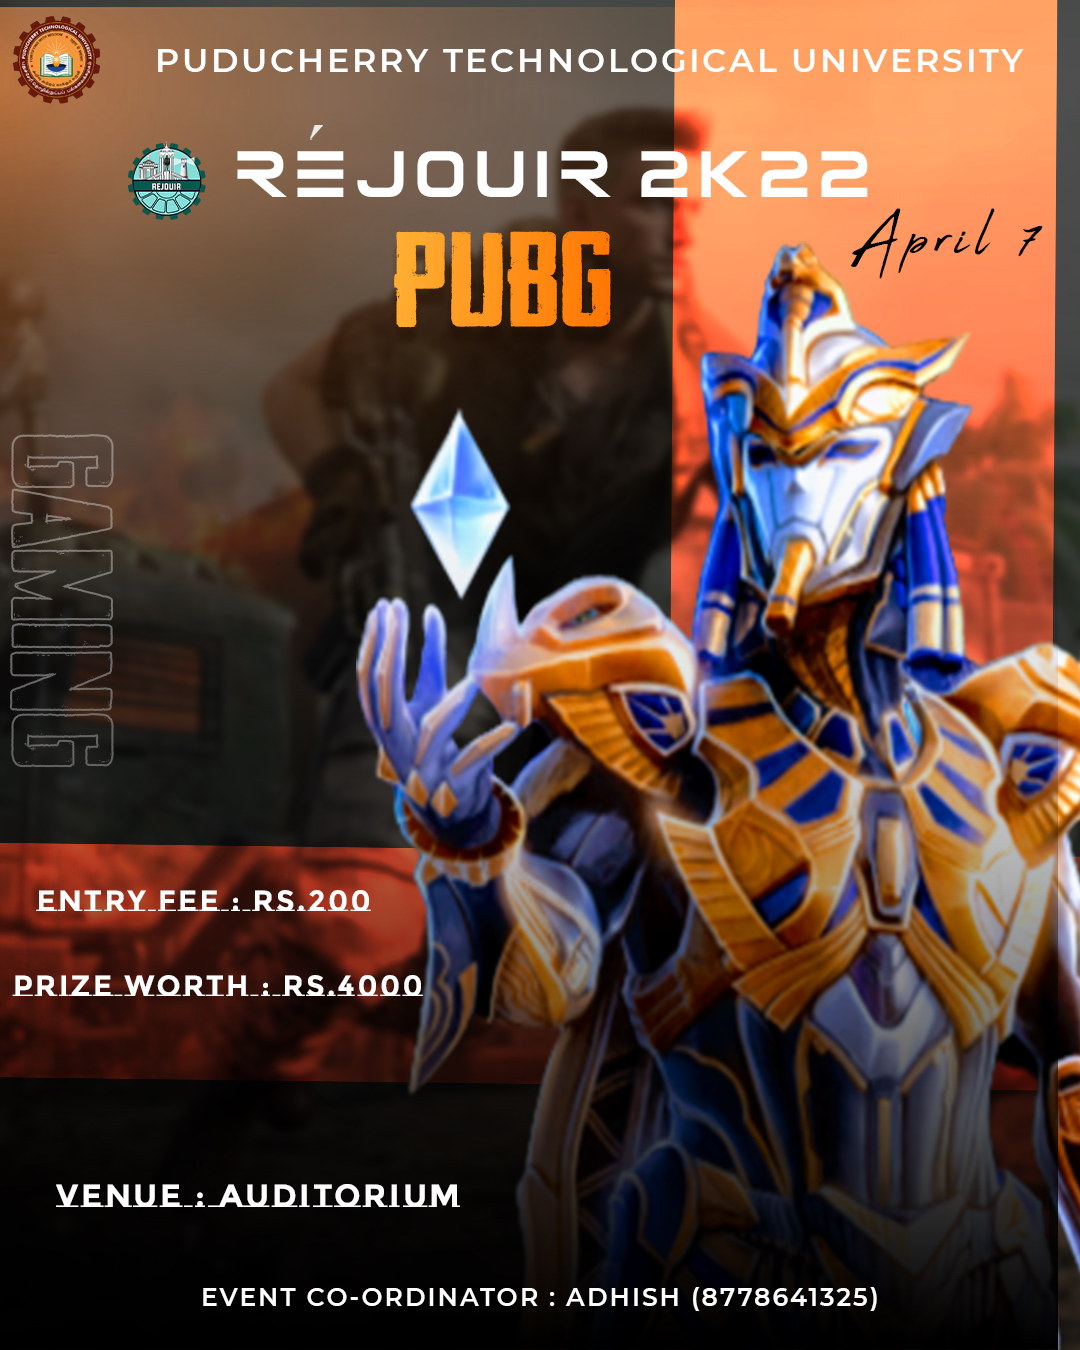 PUDUCHERRY TECHNOLOGICAL UNIVERSITY
RÉJOUIR 2K22
REJOUIR
April 7
PUBG
GAMING
ENTRY FEE : RS.200
PRIZE WORTH : RS.4000
VENUE : AUDITORIUM
EVENT CO-ORDINATOR : ADHISH (8778641325)